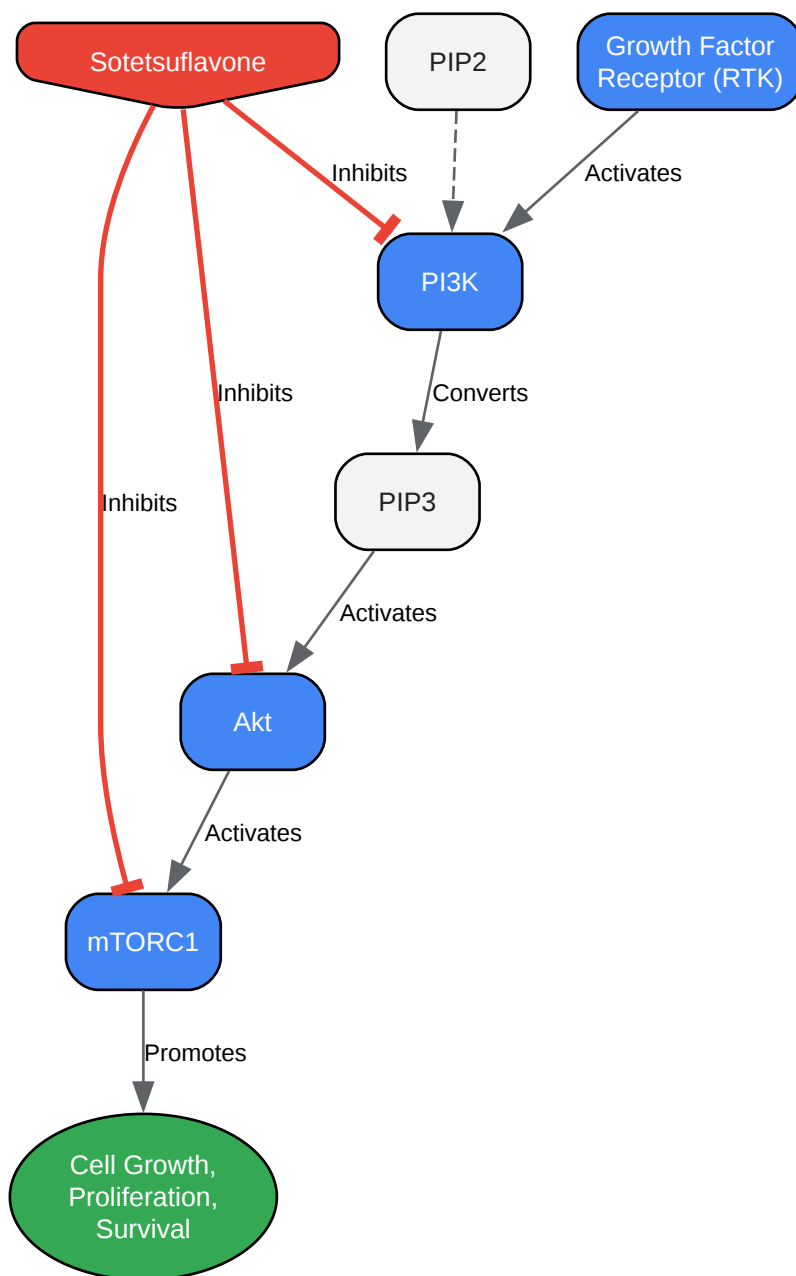 Sotetsuflavone
PIP2
Growth Factor
Receptor (RTK)
Inhibits
Activates
PI3K
Inhibits
Converts
Inhibits
PIP3
Activates
Akt
Activates
mTORC1
Promotes
Cell Growth,
Proliferation,
Survival